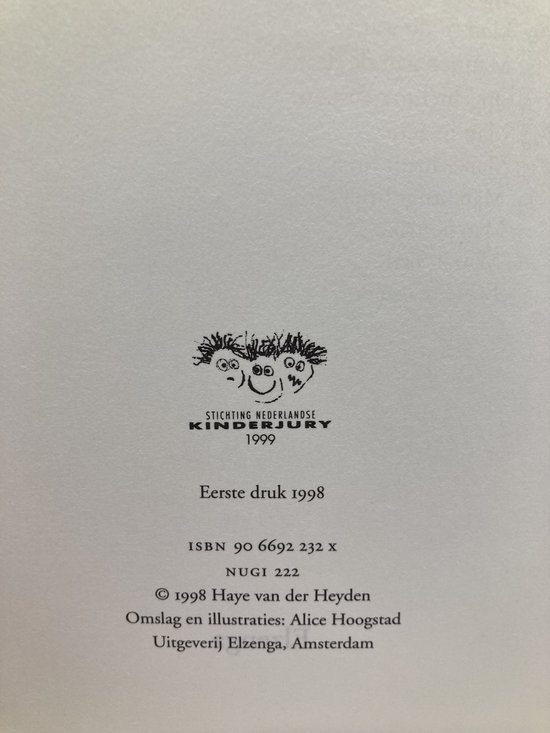 STICHTING NEDERLANDSE
KINDERJURY
1999
Eerste druk 1998
ISBN 90 6692 232 x
NUGI 222
© 1998 Haye van der Heyden
Omslag en illustraties: Alice Hoogstad
Uitgeverij Elzenga, Amsterdam